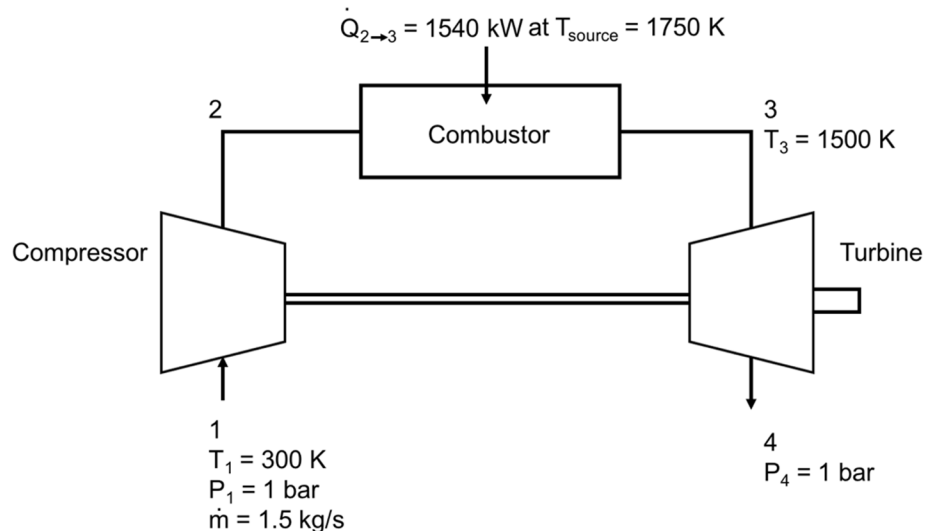 Q̇₂→₃ = 1540 kW at Tsource = 1750 K
2
Combustor
3
T₃ = 1500 K
Compressor
Turbine
1
T₁ = 300 K
P₁ = 1 bar
ṁ = 1.5 kg/s
4
P₄ = 1 bar